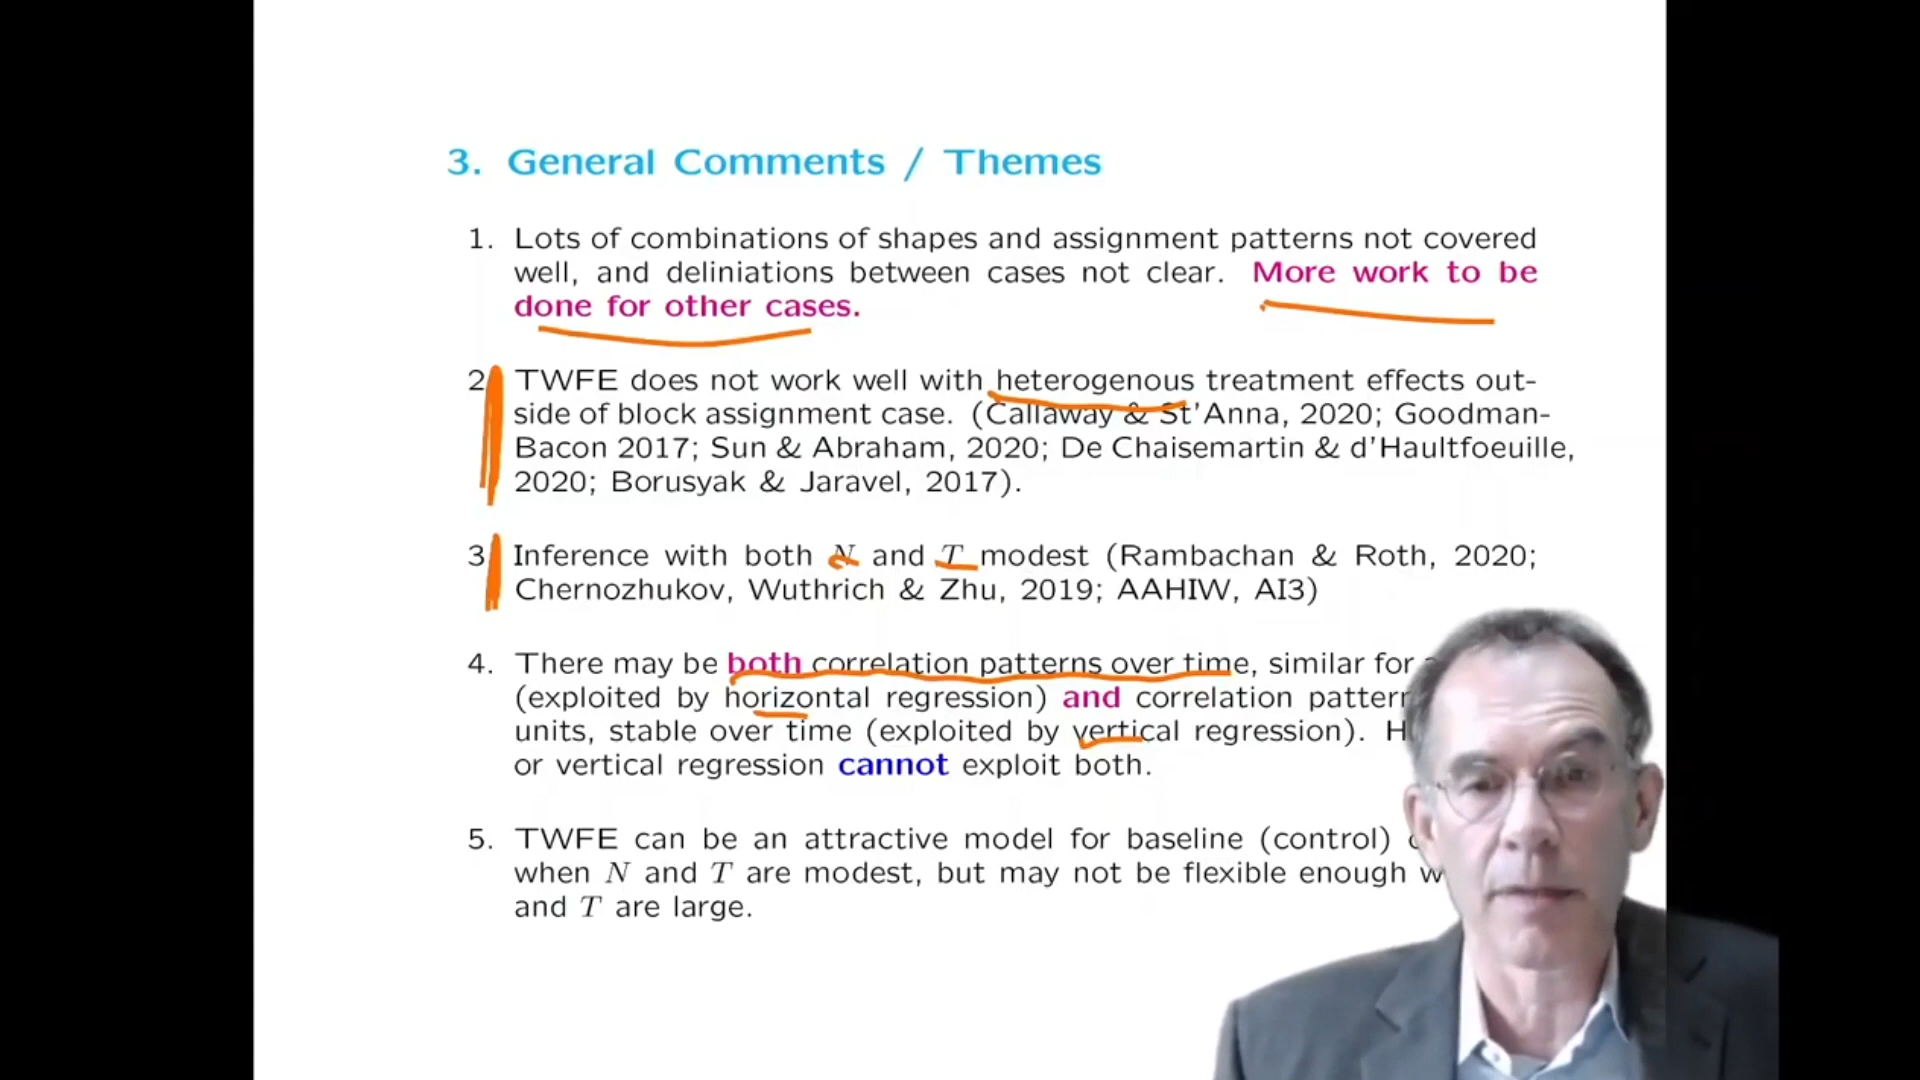 3. General Comments / Themes
1. Lots of combinations of shapes and assignment patterns not covered
well, and deliniations between cases not clear. More work to be
done for other cases.
2 TWFE does not work well with heterogenous treatment effects out-
side of block assignment case. (Callaway & St'Anna, 2020; Goodman-
Bacon 2017; Sun & Abraham, 2020; De Chaisemartin & d'Haultfoeuille,
2020; Borusyak & Jaravel, 2017).
3 Inference with both N and T modest (Rambachan & Roth, 2020;
Chernozhukov, Wuthrich & Zhu, 2019; AAHIW, AI3)
4. There may be both correlation patterns over time, similar for
(exploited by horizontal regression) and correlation
units, stable over time (exploited by vertical regression).
or vertical regression cannot exploit both.
5. TWFE can be an attractive model for baseline (control)
when N and T are modest, but may not be flexible enough
and T are large.